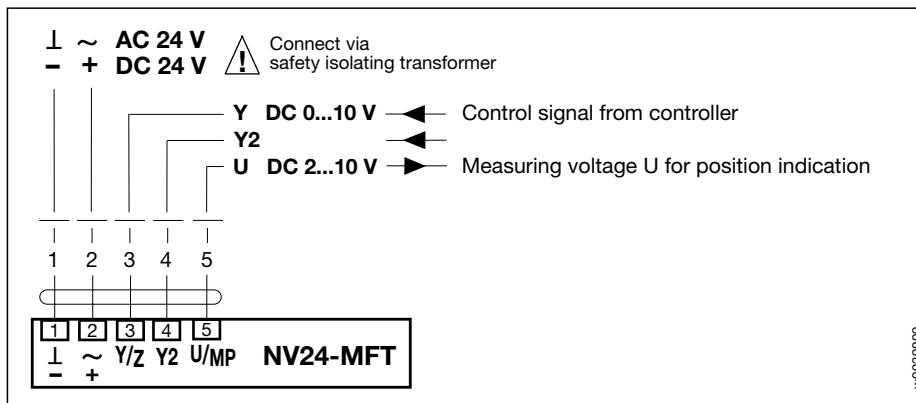 ⊥ ~ AC 24 V
– + DC 24 V
Connect via
safety isolating transformer
Y DC 0...10 V Control signal from controller
Y2
U DC 2...10 V Measuring voltage U for position indication
1 2 3 4 5
1 2 3 4 5
⊥ ~ Y/Z Y2 U/MP NV24-MFT
– +